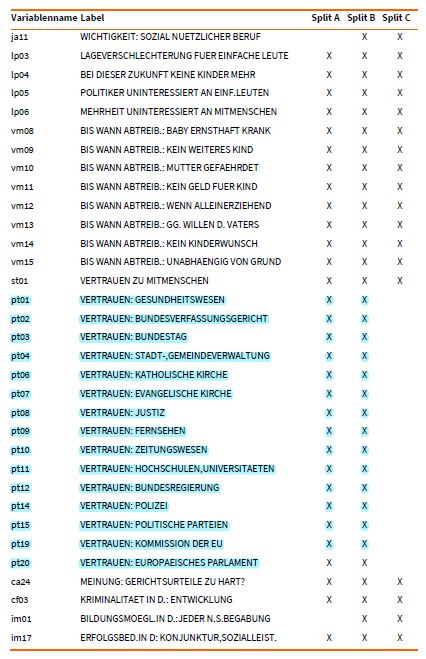 Variablenname Label Split A Split B Split C
ja11 WICHTIGKEIT: SOZIAL NUETZLICHER BERUF X X
lp03 LAGEVERSCHLECHTERUNG FUER EINFACHE LEUTE X X X
lp04 BEI DIESER ZUKUNFT KEINE KINDER MEHR X X X
lp05 POLITIKER UNINTERESSIERT AN EINF.LEUTEN X X X
lp06 MEHRHEIT UNINTERESSIERT AN MITMENSCHEN X X X
vm08 BIS WANN ABTREIB.: BABY ERNSTHAFT KRANK X X X
vm09 BIS WANN ABTREIB.: KEIN WEITERES KIND X X X
vm10 BIS WANN ABTREIB.: MUTTER GEFAEHRDET X X X
vm11 BIS WANN ABTREIB.: KEIN GELD FUER KIND X X X
vm12 BIS WANN ABTREIB.: WENN ALLEINERZIEHEND X X X
vm13 BIS WANN ABTREIB.: GG. WILLEN D. VATERS X X X
vm14 BIS WANN ABTREIB.: KEIN KINDERWUNSCH X X X
vm15 BIS WANN ABTREIB.: UNABHAENGIG VON GRUND X X X
st01 VERTRAUEN ZU MITMENSCHEN X X X
pt01 VERTRAUEN: GESUNDHEITSWESEN X X
pt02 VERTRAUEN: BUNDESVERFASSUNGSGERICHT X X
pt03 VERTRAUEN: BUNDESTAG X X
pt04 VERTRAUEN: STADT-,GEMEINDEVERWALTUNG X X
pt06 VERTRAUEN: KATHOLISCHE KIRCHE X X
pt07 VERTRAUEN: EVANGELISCHE KIRCHE X X
pt08 VERTRAUEN: JUSTIZ X X
pt09 VERTRAUEN: FERNSEHEN X X
pt10 VERTRAUEN: ZEITUNGSWESEN X X
pt11 VERTRAUEN: HOCHSCHULEN,UNIVERSITAETEN X X
pt12 VERTRAUEN: BUNDESREGIERUNG X X
pt14 VERTRAUEN: POLIZEI X X
pt15 VERTRAUEN: POLITISCHE PARTEIEN X X
pt19 VERTRAUEN: KOMMISSION DER EU X X
pt20 VERTRAUEN: EUROPAEISCHES PARLAMENT X X
ca24 MEINUNG: GERICHTSURTEILE ZU HART? X X X
cf03 KRIMINALITAET IN D.: ENTWICKLUNG X X X
im01 BILDUNGSMOEGL.IN D.:JEDER N.S.BEGABUNG X X
im17 ERFOLGSBED.IN D: KONJUNKTUR,SOZIALLEIST. X X X